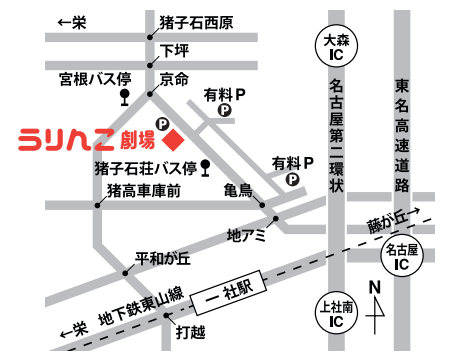 ←栄
猪子石西原
下坪
大森
IC
宮根バス停
京命
有料P
P
P
名古屋第二環状
東名高速道路
うりんこ劇場
猪子石荘バス停
有料P
P
猪高車庫前
亀鳥
地アミ
藤が丘→
名古屋
IC
平和が丘
一社駅
N
地下鉄東山線
←栄
打越
上社南
IC